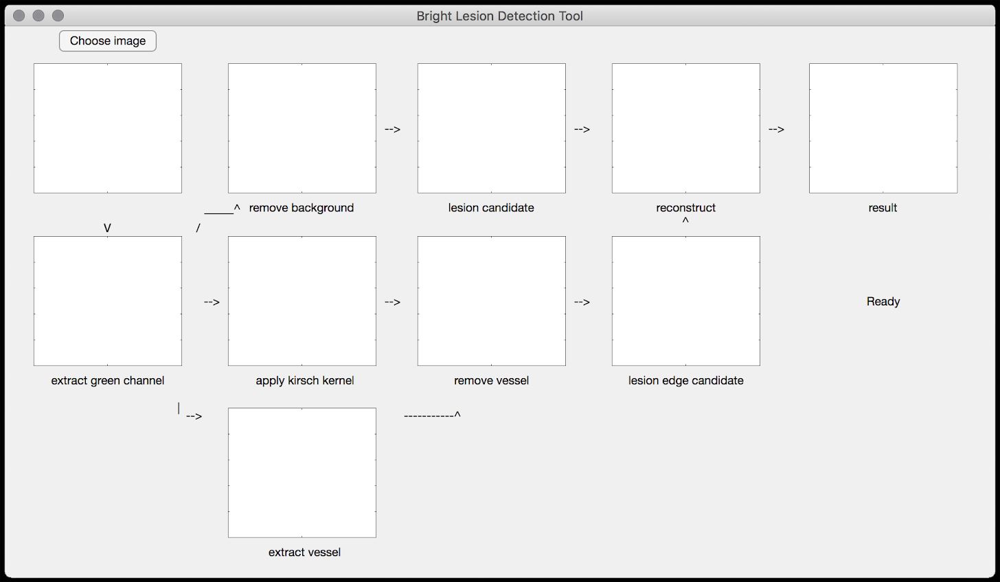 Bright Lesion Detection Tool
Choose image
--> --> -->
_____^ remove background lesion candidate reconstruct result
^
V /
--> --> --> Ready
extract green channel apply kirsch kernel remove vessel lesion edge candidate
| --> -----------^
extract vessel